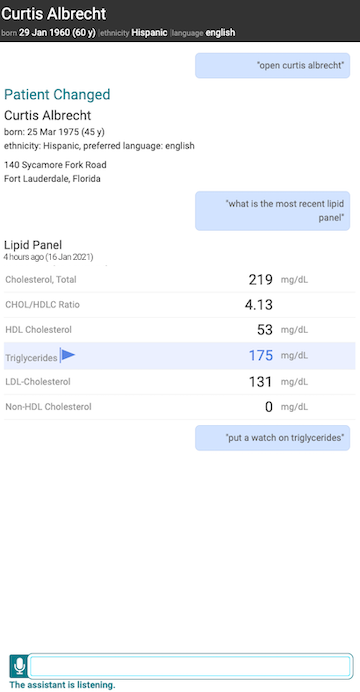 Curtis Albrecht
born 29 Jan 1960 (60 y) |ethnicity Hispanic |language english
"open curtis albrecht"
Patient Changed
Curtis Albrecht
born: 25 Mar 1975 (45 y)
ethnicity: Hispanic, preferred language: english
140 Sycamore Fork Road
Fort Lauderdale, Florida
"what is the most recent lipid
panel"
Lipid Panel
4 hours ago (16 Jan 2021)
Cholesterol, Total 219 mg/dL
CHOL/HDLC Ratio 4.13
HDL Cholesterol 53 mg/dL
Triglycerides 175 mg/dL
LDL-Cholesterol 131 mg/dL
Non-HDL Cholesterol 0 mg/dL
"put a watch on triglycerides"
The assistant is listening.